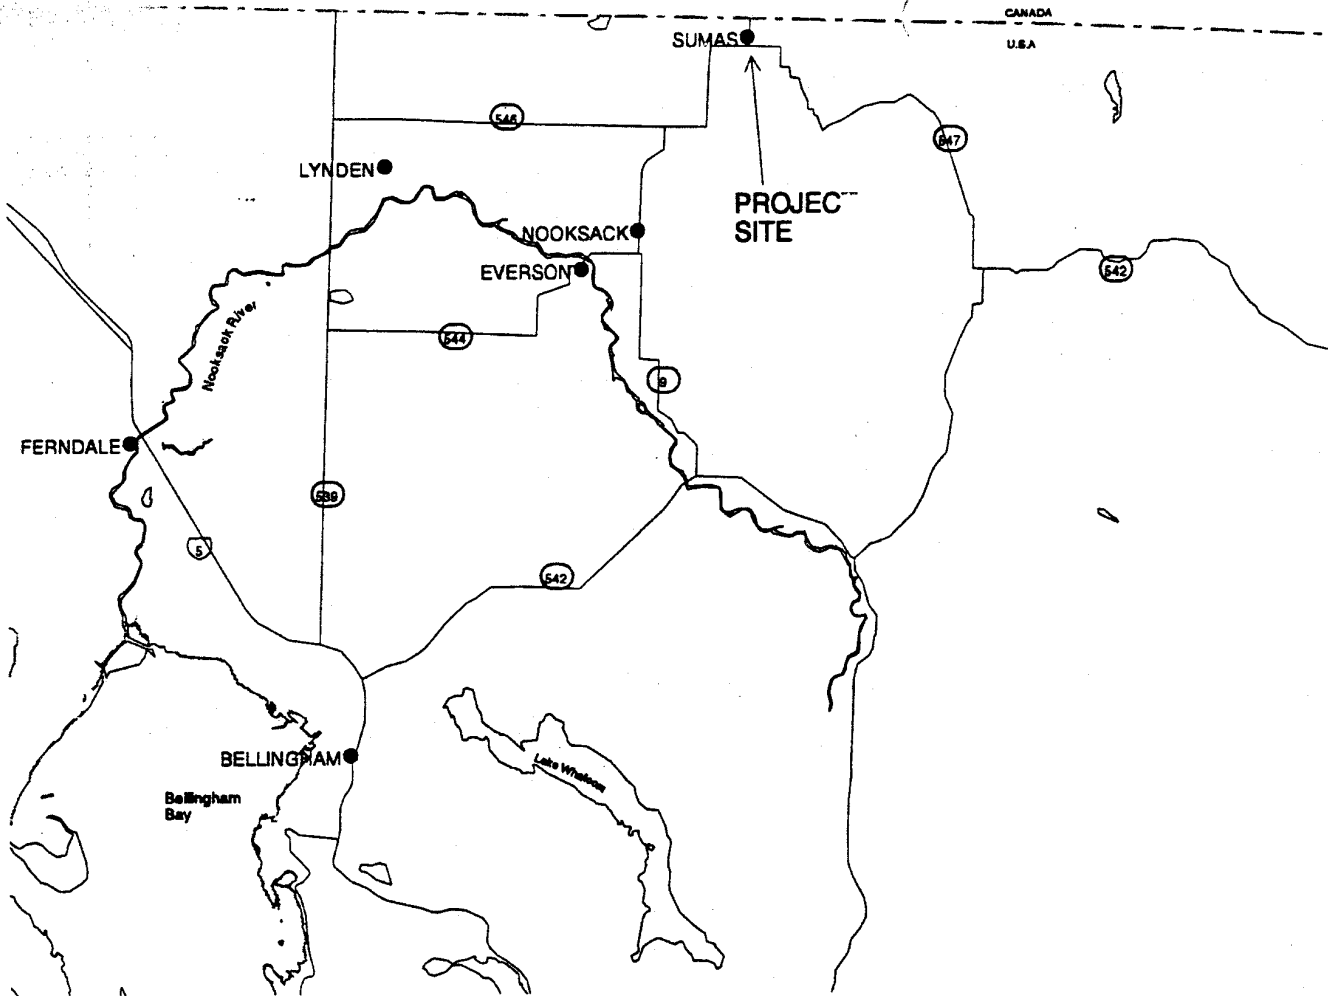 CANADA
U.S.A
SUMAS
546
547
LYNDEN
PROJECT
SITE
NOOKSACK
EVERSON
542
Nooksack River
544
9
FERNDALE
539
5
542
Lake Whatcom
BELLINGHAM
Bellingham
Bay